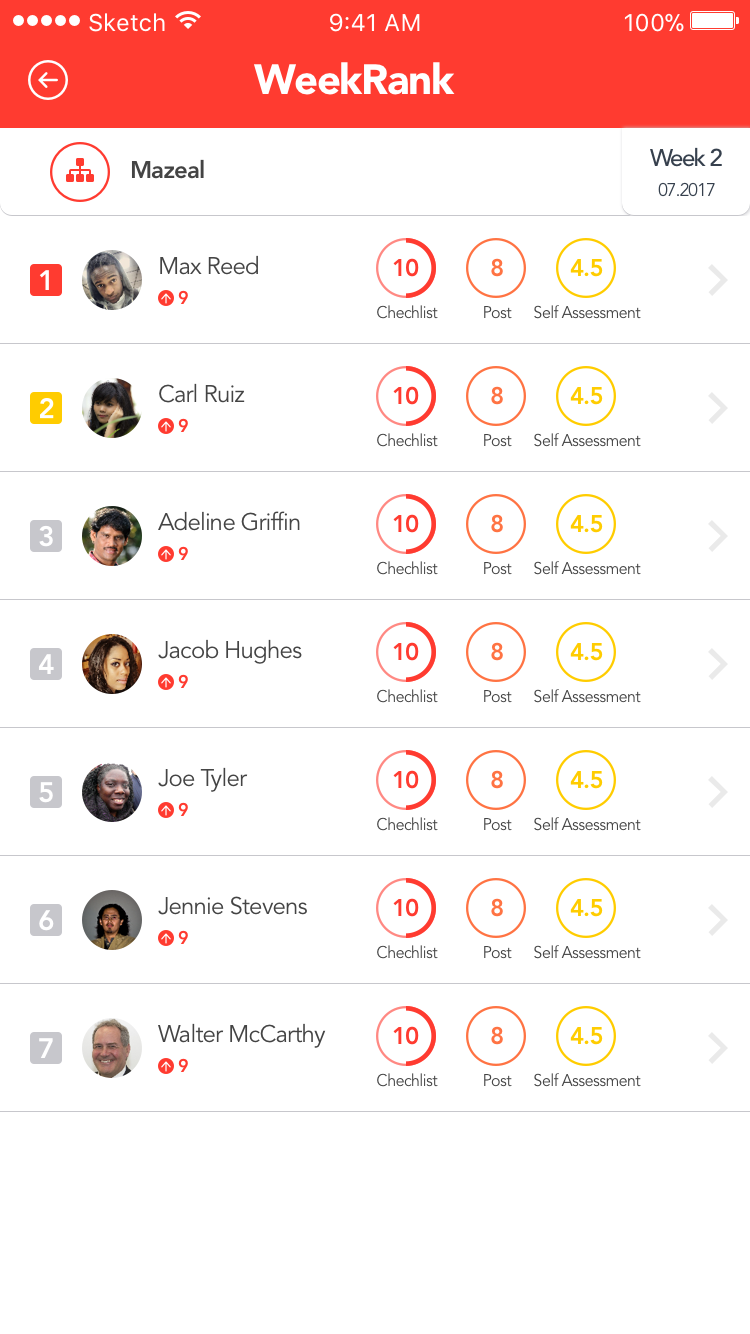 Sketch 9:41 AM 100%
WeekRank
Mazeal
Week 2
07.2017
1 Max Reed 10 8 4.5
9 Chechlist Post Self Assessment
2 Carl Ruiz 10 8 4.5
9 Chechlist Post Self Assessment
3 Adeline Griffin 10 8 4.5
9 Chechlist Post Self Assessment
4 Jacob Hughes 10 8 4.5
9 Chechlist Post Self Assessment
5 Joe Tyler 10 8 4.5
9 Chechlist Post Self Assessment
6 Jennie Stevens 10 8 4.5
9 Chechlist Post Self Assessment
7 Walter McCarthy 10 8 4.5
9 Chechlist Post Self Assessment